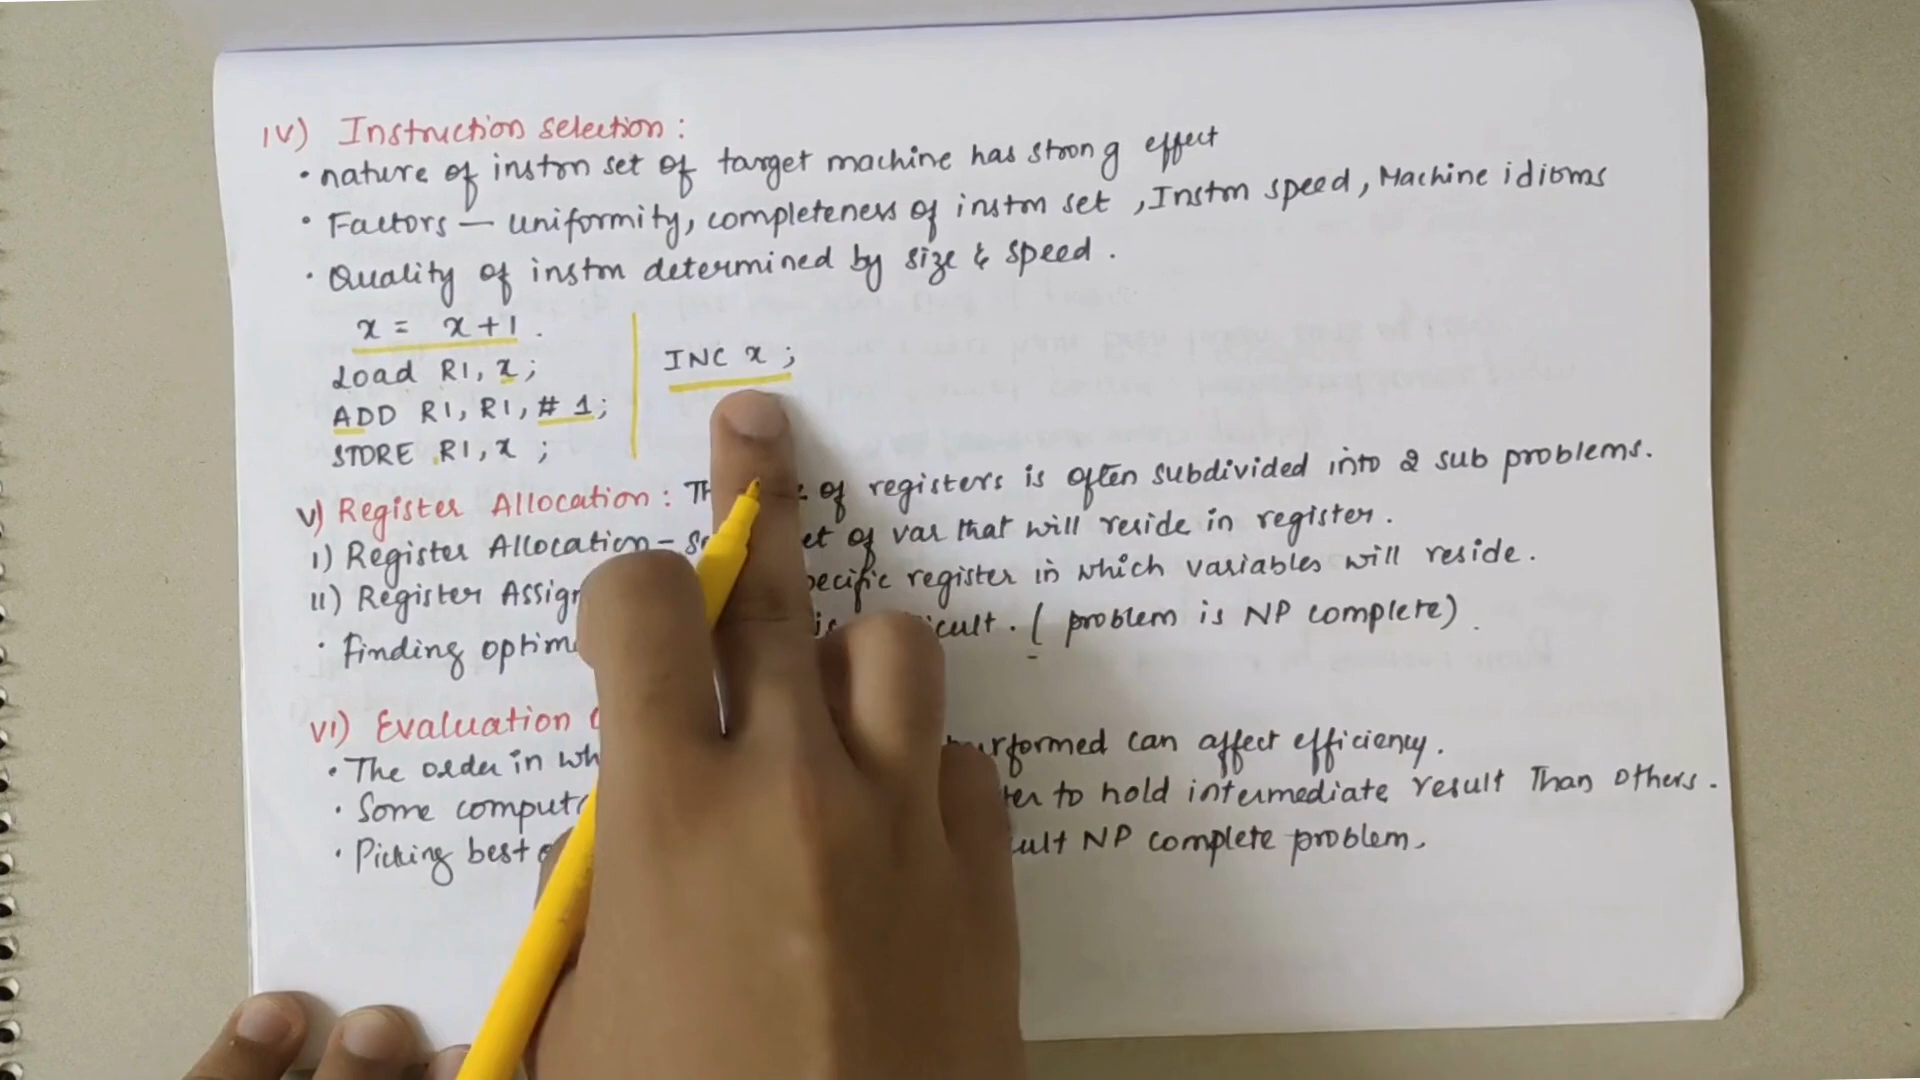 IV) Instruction selection :
• nature of instrn set of target machine has strong effect
• Factors — uniformity, completeness of instrn set , Instrn speed, Machine idioms
• Quality of instrn determined by size & speed .
x = x+1 .
Load R1, x ;
ADD R1, R1, # 1 ;
STORE R1, x ;
INC x ;
V) Register Allocation : of registers is often subdivided into 2 sub problems.
I) Register Allocation - et of var that will reside in register .
II) Register Assign pecific register in which variables will reside .
• Finding optim is icult . ( problem is NP complete) .
VI) Evaluation
• The order in wh performed can affect efficiency .
• Some comput ter to hold intermediate result Than others .
• Picking best cult NP complete problem .